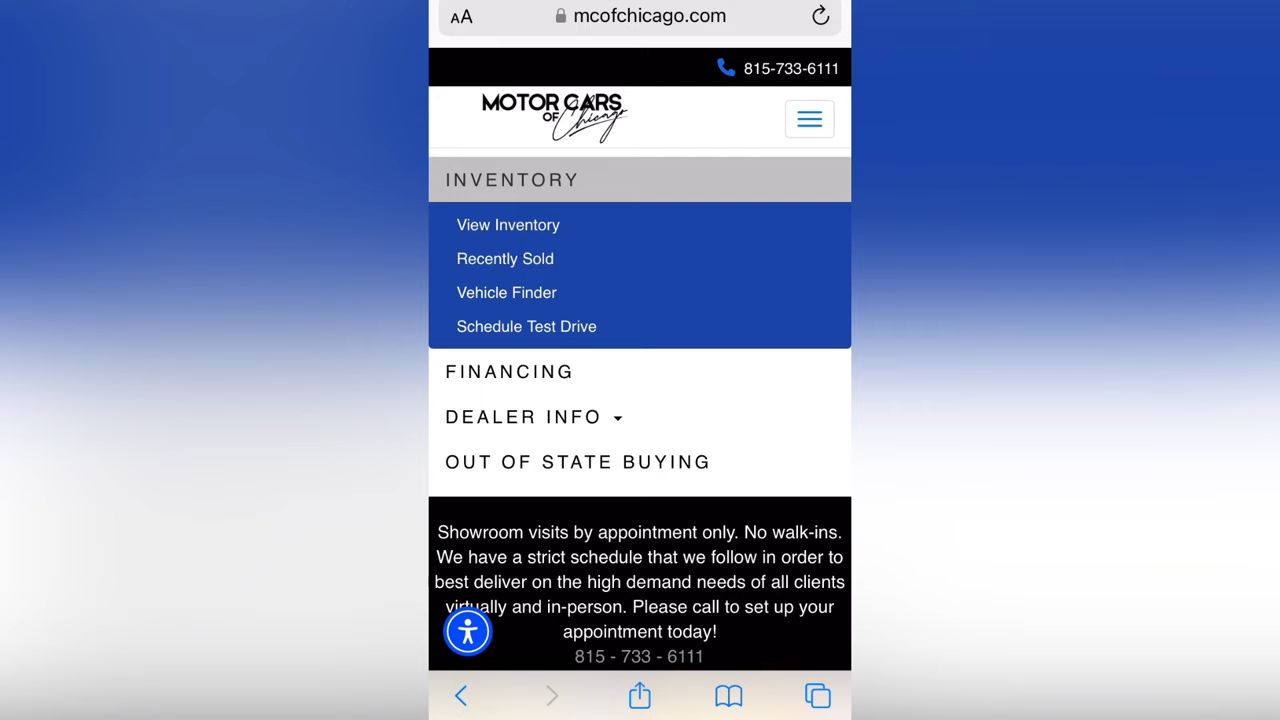 AA mcofchicago.com
815-733-6111
MOTOR CARS
OF Chicago
INVENTORY
View Inventory
Recently Sold
Vehicle Finder
Schedule Test Drive
FINANCING
DEALER INFO
OUT OF STATE BUYING
Showroom visits by appointment only. No walk-ins.
We have a strict schedule that we follow in order to
best deliver on the high demand needs of all clients
virtually and in-person. Please call to set up your
appointment today!
815 - 733 - 6111